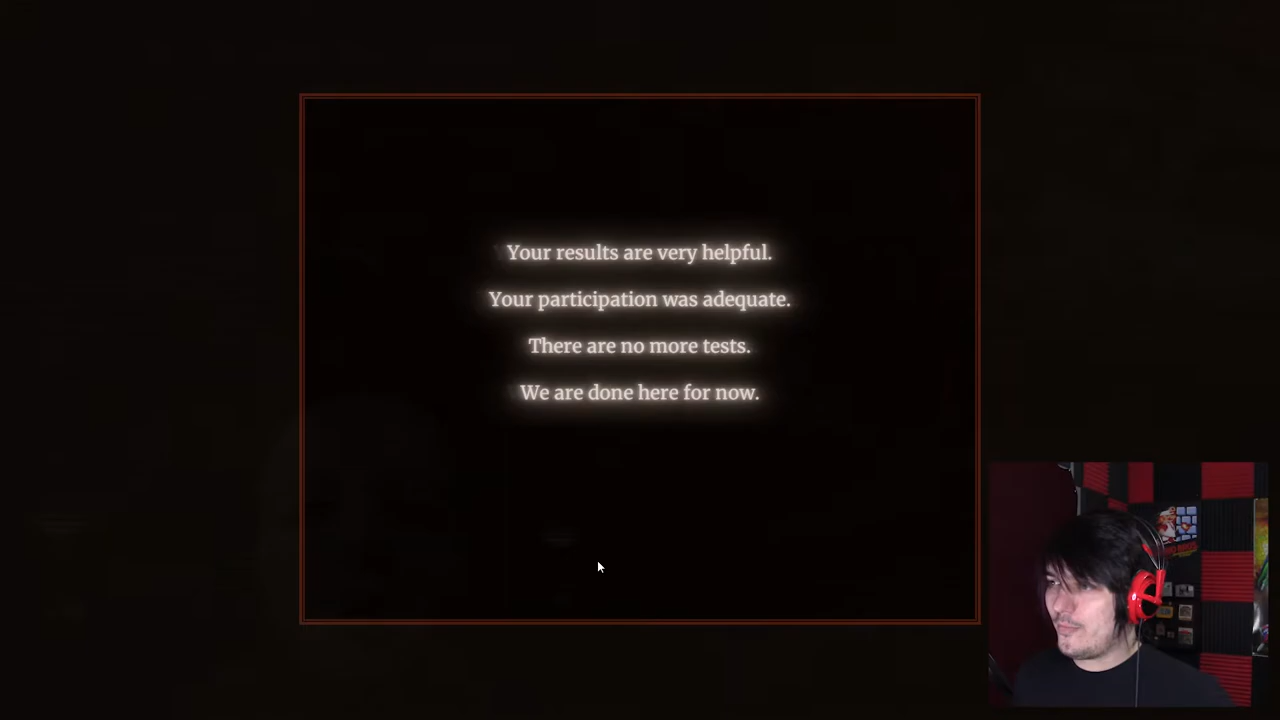 Your results are very helpful.
Your participation was adequate.
There are no more tests.
We are done here for now.